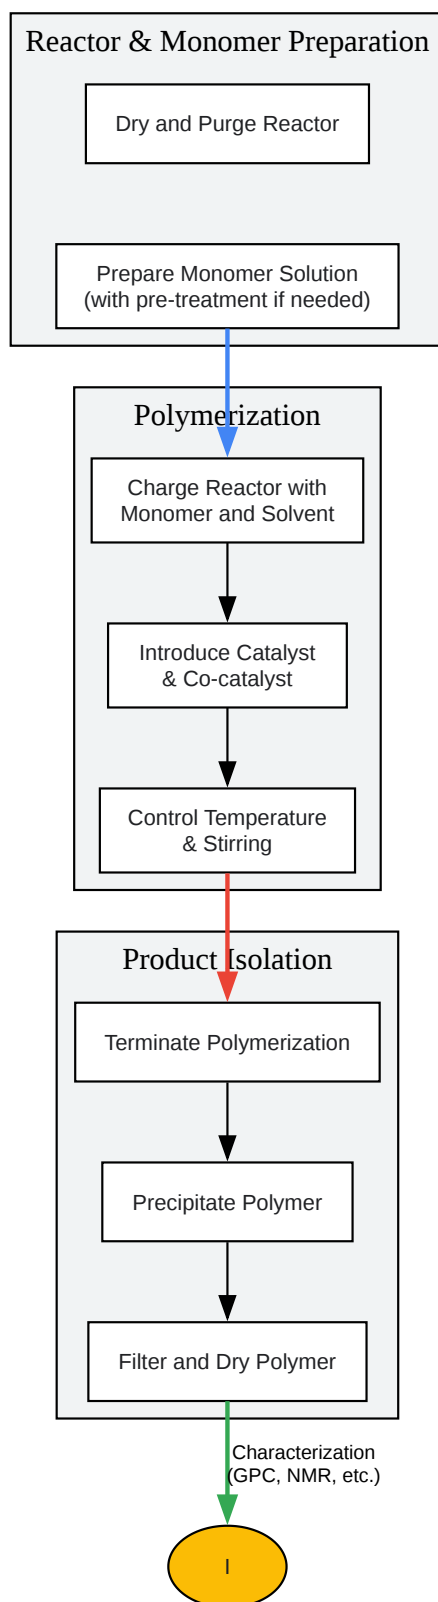 Reactor & Monomer Preparation
Dry and Purge Reactor
Prepare Monomer Solution
(with pre-treatment if needed)
Polymerization
Charge Reactor with
Monomer and Solvent
Introduce Catalyst
& Co-catalyst
Control Temperature
& Stirring
Product Isolation
Terminate Polymerization
Precipitate Polymer
Filter and Dry Polymer
Characterization
(GPC, NMR, etc.)
I